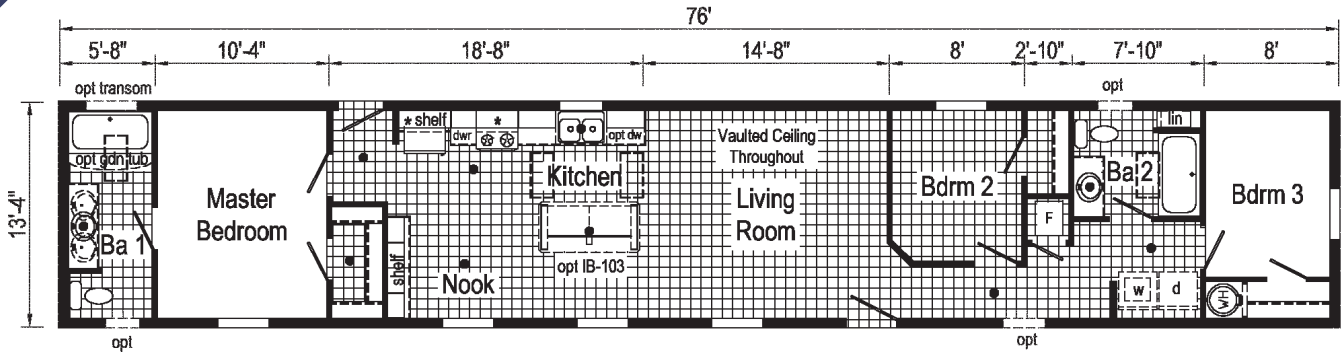 76'
5'-8" 10'-4" 18'-8" 14'-8" 8' 2'-10" 7'-10" 8'
opt transom
opt
13'-4"
* shelf
dwr
*
opt dw
lin
opt gdn tub
Vaulted Ceiling
Throughout
Kitchen
Master
Bedroom
Living
Room
Bdrm 2
Ba 2
Bdrm 3
F
Ba 1
shelf
Nook
opt IB-103
w
d
WH
opt
opt